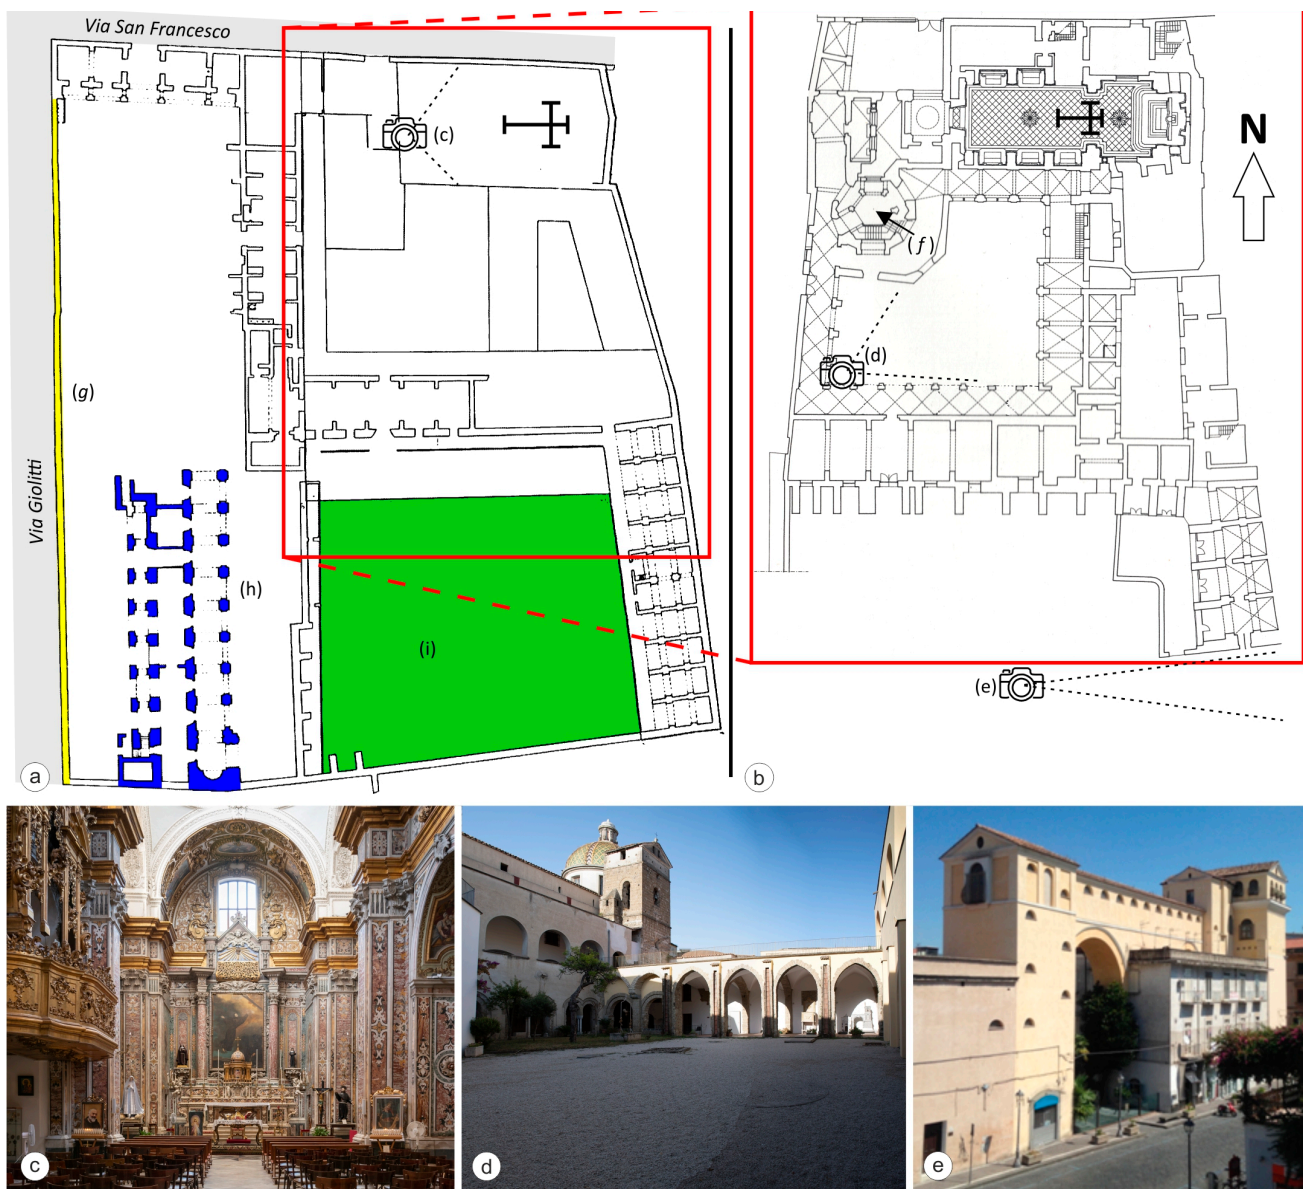 Via San Francesco
(c)
N
(f)
(d)
(g)
Via Giolitti
(h)
(i)
(e)
a
b
c
d
e